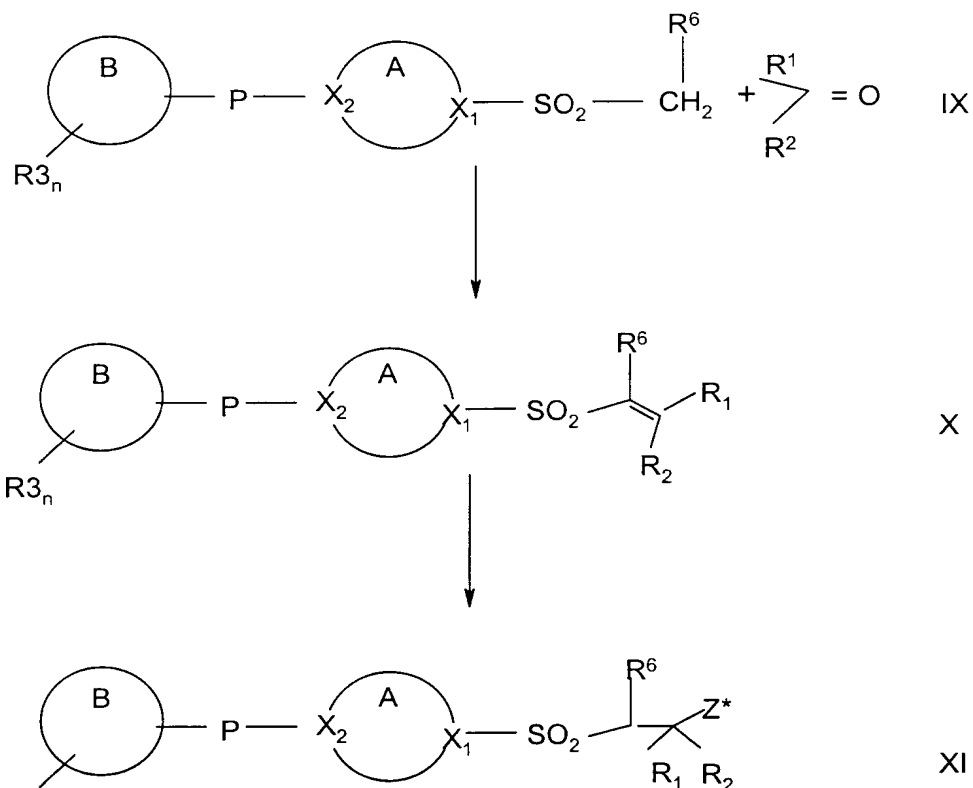 R⁶
B — P — X₂ A X₁ — SO₂ — CH₂ + R¹ R² = O IX
R3ₙ
R⁶
B — P — X₂ A X₁ — SO₂ R₁ R₂ X
R3ₙ
R⁶
B — P — X₂ A X₁ — SO₂ Z* R₁ R₂ XI